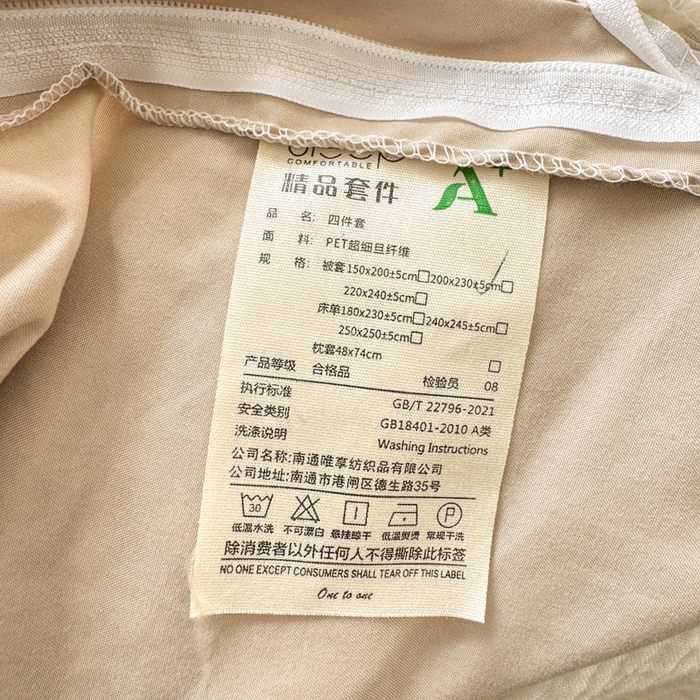 COMFORTABLE
A+
精品套件
品 名: 四件套
面 料: PET超细旦纤维
规 格: 被套150x200±5cm□200x230±5cm□
220x240±5cm□
床单180x230±5cm□240x245±5cm□
250x250±5cm□
枕套48x74cm □
产品等级 合格品 检验员 08
执行标准 GB/T 22796-2021
安全类别 GB18401-2010 A类
洗涤说明 Washing Instructions
公司名称:南通唯享纺织品有限公司
公司地址:南通市港闸区德生路35号
30 P
低温水洗 不可漂白 悬挂晾干 低温熨烫 常规干洗
除消费者以外任何人不得撕除此标签
NO ONE EXCEPT CONSUMERS SHALL TEAR OFF THIS LABEL
One to one